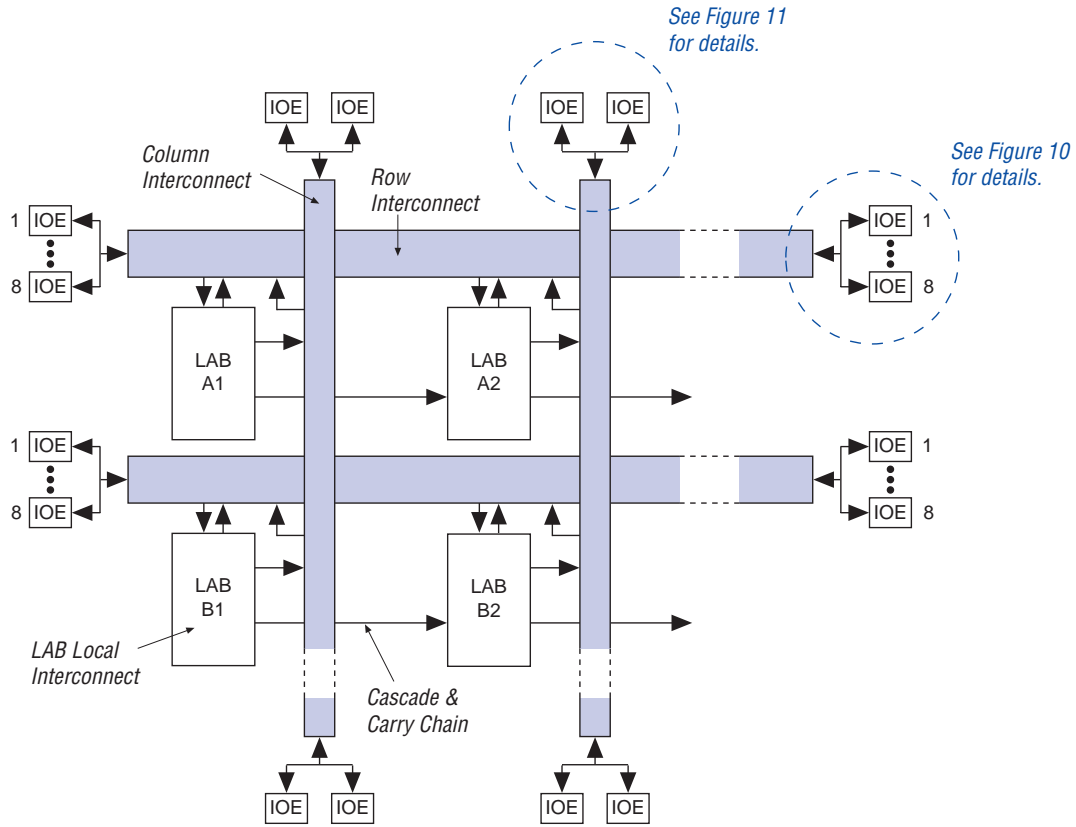 See Figure 11
for details.
IOE IOE
IOE IOE
Column
Interconnect
Row
Interconnect
See Figure 10
for details.
1 IOE
8 IOE
IOE 1
IOE 8
LAB
A1
LAB
A2
1 IOE
8 IOE
IOE 1
IOE 8
LAB
B1
LAB
B2
LAB Local
Interconnect
Cascade &
Carry Chain
IOE IOE
IOE IOE